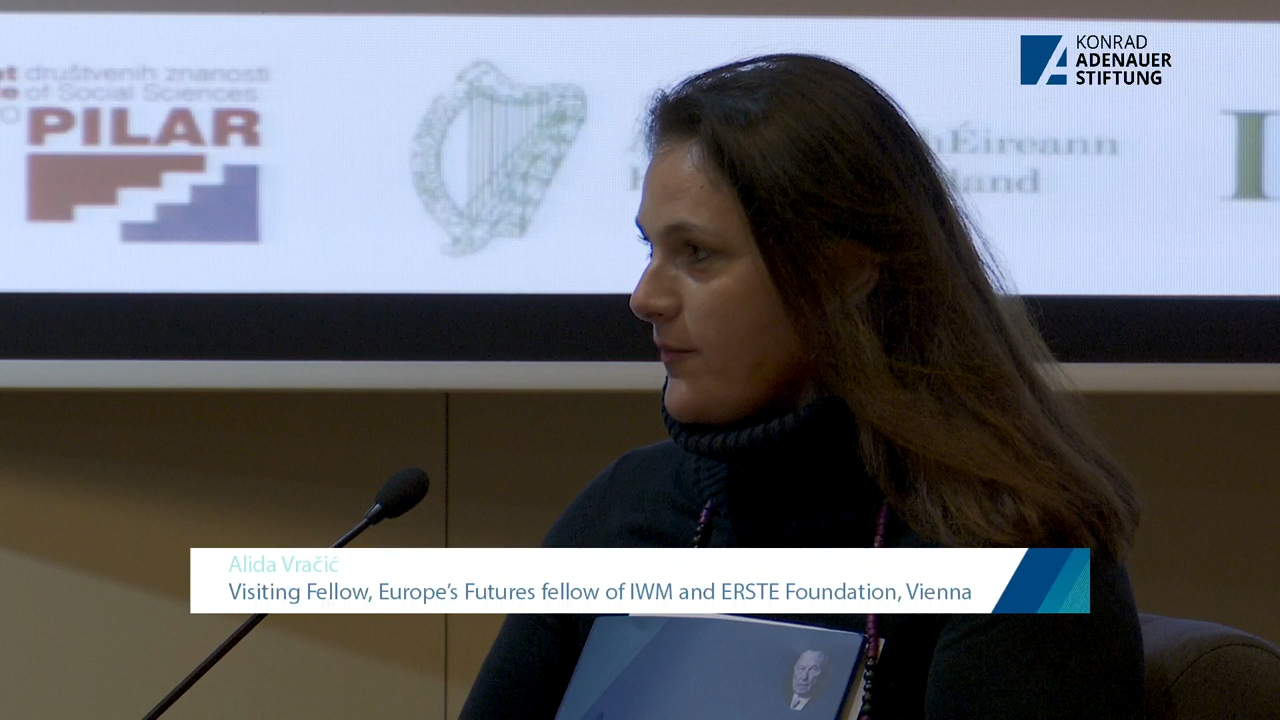 KONRAD
ADENAUER
STIFTUNG
društvenih znanosti
of Social Sciences
PILAR
Éireann
Alida Vračić
Visiting Fellow, Europe's Futures fellow of IWM and ERSTE Foundation, Vienna